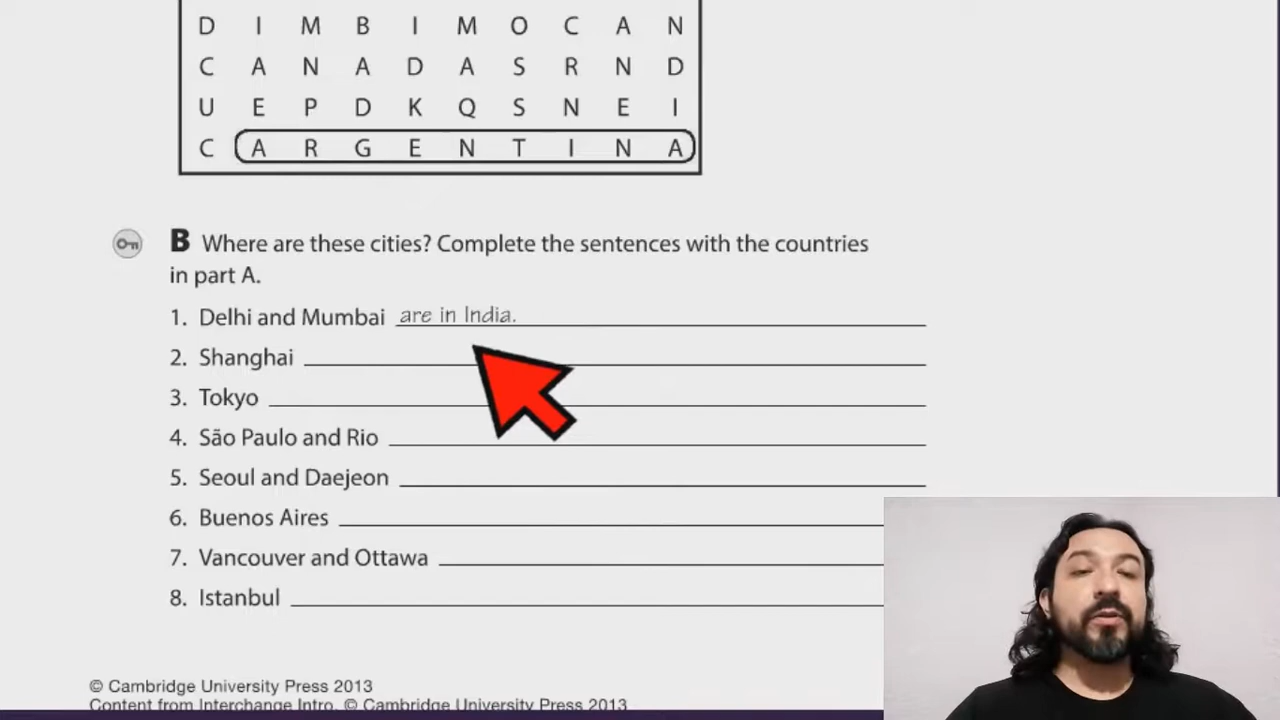 D I M B I M O C A N
C A N A D A S R N D
U E P D K Q S N E I
C A R G E N T I N A
B Where are these cities? Complete the sentences with the countries
in part A.
1. Delhi and Mumbai are in India.
2. Shanghai
3. Tokyo
4. São Paulo and Rio
5. Seoul and Daejeon
6. Buenos Aires
7. Vancouver and Ottawa
8. Istanbul
© Cambridge University Press 2013
Content from Interchange Intro, © Cambridge University Press 2013